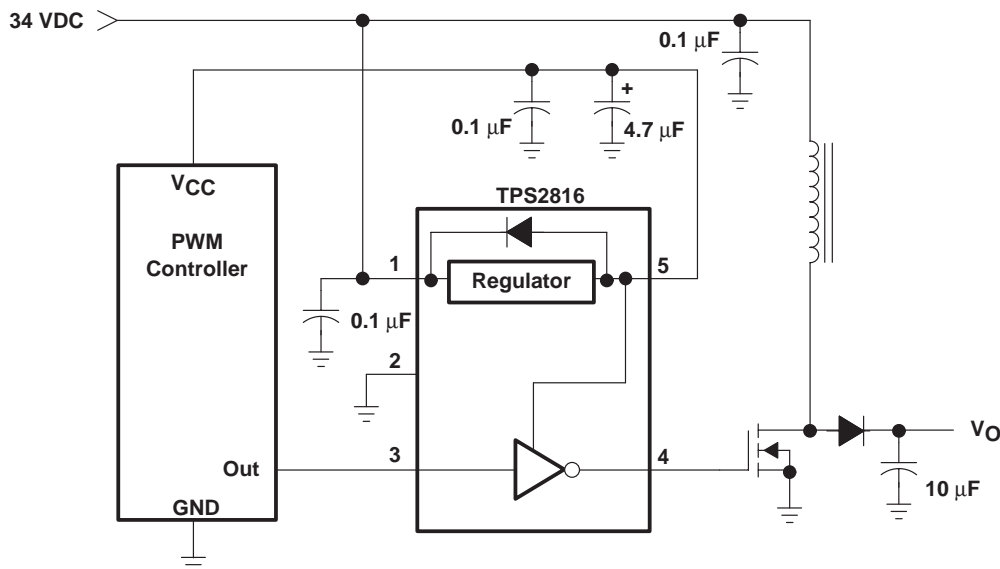 34 VDC
0.1 μF
+
0.1 μF
4.7 μF
TPS2816
VCC
PWM
Controller
1
Regulator
5
0.1 μF
2
Out
3
4
VO
GND
10 μF